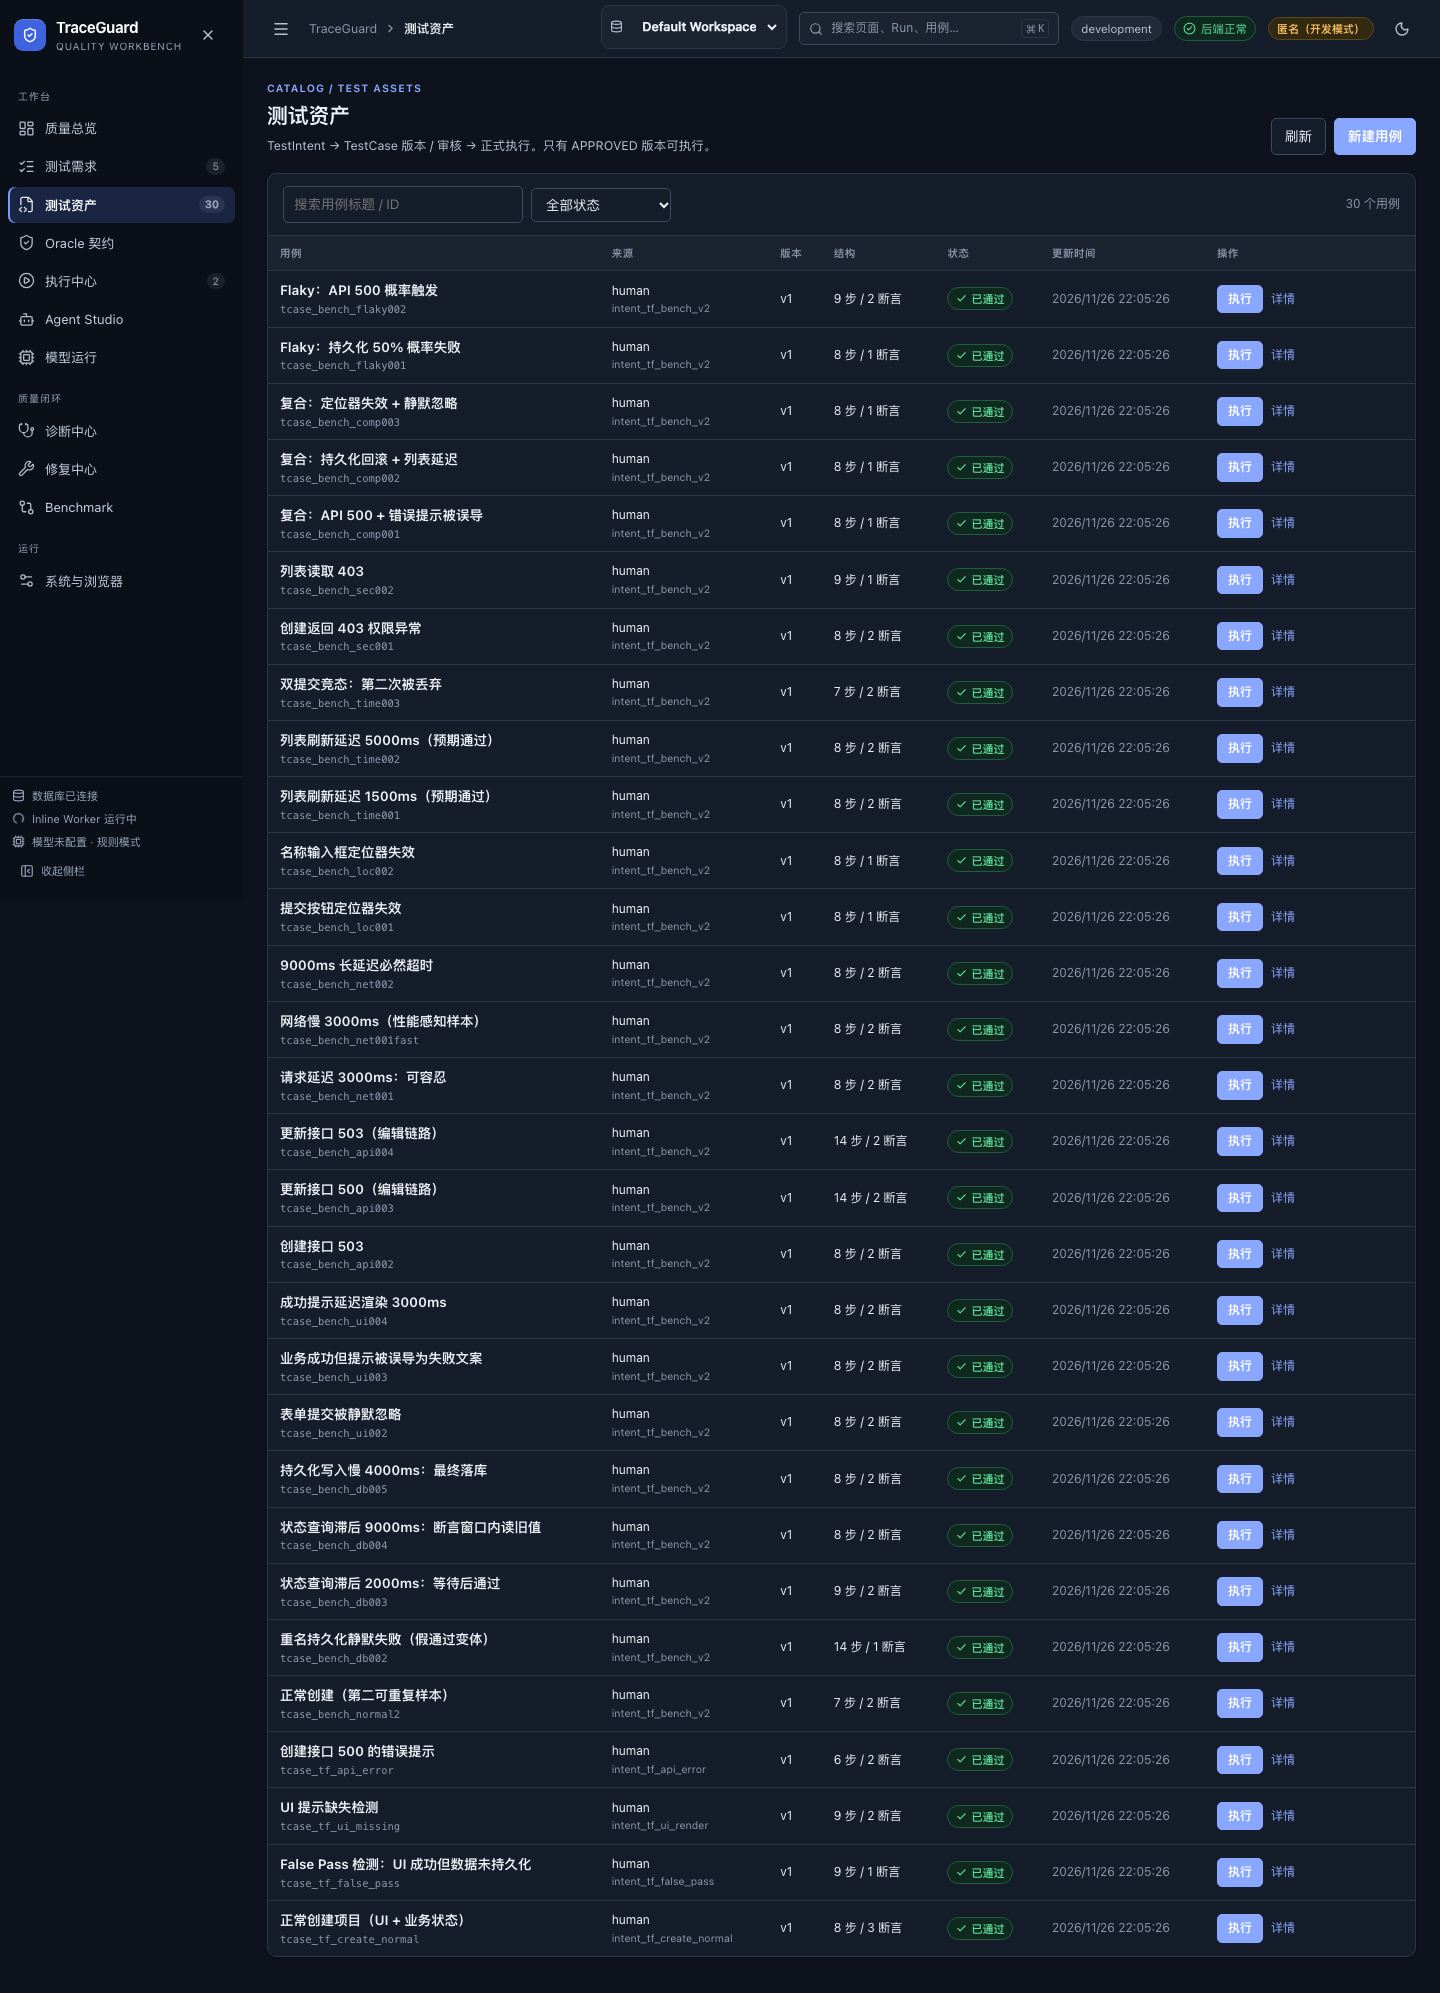 TraceGuard
QUALITY WORKBENCH
工作台
质量总览
测试需求 5
测试资产 30
Oracle 契约
执行中心 2
Agent Studio
模型运行
质量闭环
诊断中心
修复中心
Benchmark
运行
系统与浏览器
数据库已连接
Inline Worker 运行中
模型未配置 · 规则模式
收起侧栏
TraceGuard > 测试资产
Default Workspace
搜索页面、Run、用例... ⌘K
development
后端正常
匿名（开发模式）
CATALOG / TEST ASSETS
测试资产
TestIntent → TestCase 版本 / 审核 → 正式执行。只有 APPROVED 版本可执行。
刷新 新建用例
搜索用例标题 / ID 全部状态 30 个用例
用例 来源 版本 结构 状态 更新时间 操作
Flaky：API 500 概率触发 human v1 9 步 / 2 断言 已通过 2026/11/26 22:05:26 执行 详情
tcase_bench_flaky002 intent_tf_bench_v2
Flaky：持久化 50% 概率失败 human v1 8 步 / 1 断言 已通过 2026/11/26 22:05:26 执行 详情
tcase_bench_flaky001 intent_tf_bench_v2
复合：定位器失效 + 静默忽略 human v1 8 步 / 1 断言 已通过 2026/11/26 22:05:26 执行 详情
tcase_bench_comp003 intent_tf_bench_v2
复合：持久化回滚 + 列表延迟 human v1 8 步 / 1 断言 已通过 2026/11/26 22:05:26 执行 详情
tcase_bench_comp002 intent_tf_bench_v2
复合：API 500 + 错误提示被误导 human v1 8 步 / 1 断言 已通过 2026/11/26 22:05:26 执行 详情
tcase_bench_comp001 intent_tf_bench_v2
列表读取 403 human v1 9 步 / 1 断言 已通过 2026/11/26 22:05:26 执行 详情
tcase_bench_sec002 intent_tf_bench_v2
创建返回 403 权限异常 human v1 8 步 / 2 断言 已通过 2026/11/26 22:05:26 执行 详情
tcase_bench_sec001 intent_tf_bench_v2
双提交竞态：第二次被丢弃 human v1 7 步 / 2 断言 已通过 2026/11/26 22:05:26 执行 详情
tcase_bench_time003 intent_tf_bench_v2
列表刷新延迟 5000ms（预期通过） human v1 8 步 / 2 断言 已通过 2026/11/26 22:05:26 执行 详情
tcase_bench_time002 intent_tf_bench_v2
列表刷新延迟 1500ms（预期通过） human v1 8 步 / 2 断言 已通过 2026/11/26 22:05:26 执行 详情
tcase_bench_time001 intent_tf_bench_v2
名称输入框定位器失效 human v1 8 步 / 1 断言 已通过 2026/11/26 22:05:26 执行 详情
tcase_bench_loc002 intent_tf_bench_v2
提交按钮定位器失效 human v1 8 步 / 1 断言 已通过 2026/11/26 22:05:26 执行 详情
tcase_bench_loc001 intent_tf_bench_v2
9000ms 长延迟必然超时 human v1 8 步 / 2 断言 已通过 2026/11/26 22:05:26 执行 详情
tcase_bench_net002 intent_tf_bench_v2
网络慢 3000ms（性能感知样本） human v1 8 步 / 2 断言 已通过 2026/11/26 22:05:26 执行 详情
tcase_bench_net001fast intent_tf_bench_v2
请求延迟 3000ms：可容忍 human v1 8 步 / 2 断言 已通过 2026/11/26 22:05:26 执行 详情
tcase_bench_net001 intent_tf_bench_v2
更新接口 503（编辑链路） human v1 14 步 / 2 断言 已通过 2026/11/26 22:05:26 执行 详情
tcase_bench_api004 intent_tf_bench_v2
更新接口 500（编辑链路） human v1 14 步 / 2 断言 已通过 2026/11/26 22:05:26 执行 详情
tcase_bench_api003 intent_tf_bench_v2
创建接口 503 human v1 8 步 / 2 断言 已通过 2026/11/26 22:05:26 执行 详情
tcase_bench_api002 intent_tf_bench_v2
成功提示延迟渲染 3000ms human v1 8 步 / 2 断言 已通过 2026/11/26 22:05:26 执行 详情
tcase_bench_ui004 intent_tf_bench_v2
业务成功但提示被误导为失败文案 human v1 8 步 / 2 断言 已通过 2026/11/26 22:05:26 执行 详情
tcase_bench_ui003 intent_tf_bench_v2
表单提交被静默忽略 human v1 8 步 / 2 断言 已通过 2026/11/26 22:05:26 执行 详情
tcase_bench_ui002 intent_tf_bench_v2
持久化写入慢 4000ms：最终落库 human v1 8 步 / 2 断言 已通过 2026/11/26 22:05:26 执行 详情
tcase_bench_db005 intent_tf_bench_v2
状态查询滞后 9000ms：断言窗口内读旧值 human v1 8 步 / 2 断言 已通过 2026/11/26 22:05:26 执行 详情
tcase_bench_db004 intent_tf_bench_v2
状态查询滞后 2000ms：等待后通过 human v1 9 步 / 2 断言 已通过 2026/11/26 22:05:26 执行 详情
tcase_bench_db003 intent_tf_bench_v2
重名持久化静默失败（假通过变体） human v1 14 步 / 1 断言 已通过 2026/11/26 22:05:26 执行 详情
tcase_bench_db002 intent_tf_bench_v2
正常创建（第二可重复样本） human v1 7 步 / 2 断言 已通过 2026/11/26 22:05:26 执行 详情
tcase_bench_normal2 intent_tf_bench_v2
创建接口 500 的错误提示 human v1 6 步 / 2 断言 已通过 2026/11/26 22:05:26 执行 详情
tcase_tf_api_error intent_tf_api_error
UI 提示缺失检测 human v1 9 步 / 2 断言 已通过 2026/11/26 22:05:26 执行 详情
tcase_tf_ui_missing intent_tf_ui_render
False Pass 检测：UI 成功但数据未持久化 human v1 9 步 / 1 断言 已通过 2026/11/26 22:05:26 执行 详情
tcase_tf_false_pass intent_tf_false_pass
正常创建项目（UI + 业务状态） human v1 8 步 / 3 断言 已通过 2026/11/26 22:05:26 执行 详情
tcase_tf_create_normal intent_tf_create_normal